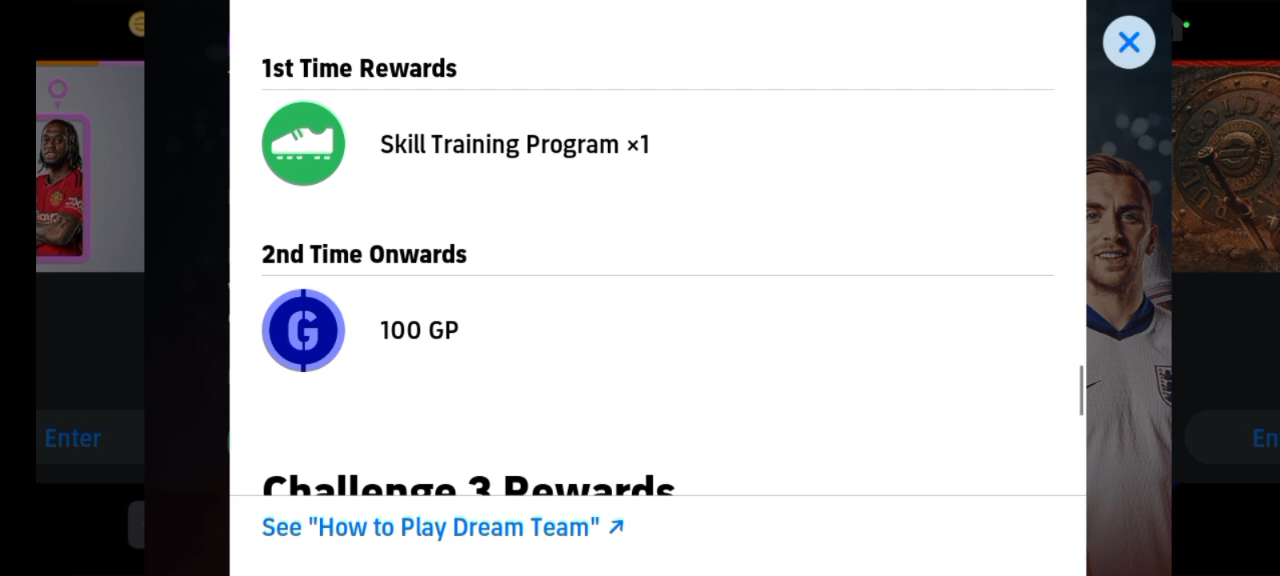 1st Time Rewards
Skill Training Program ×1
2nd Time Onwards
G
100 GP
Challenge 3 Rewards
See "How to Play Dream Team" ↗
Enter
En